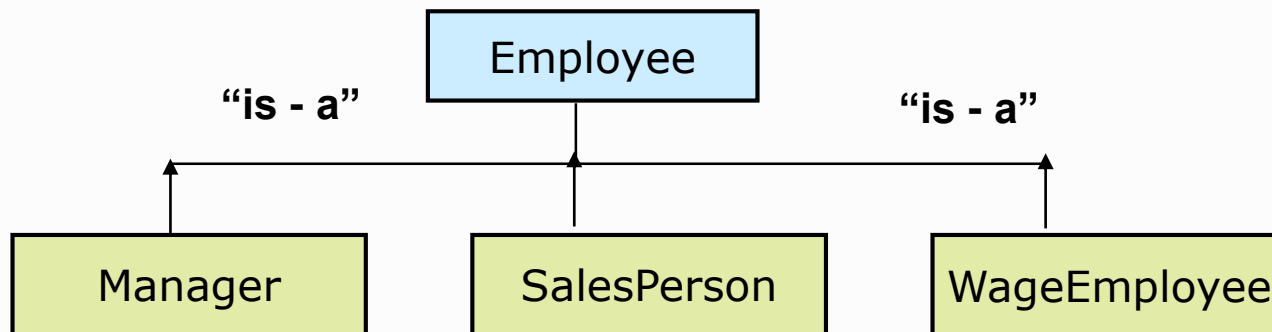 Employee
“is - a”
“is - a”
Manager
SalesPerson
WageEmployee